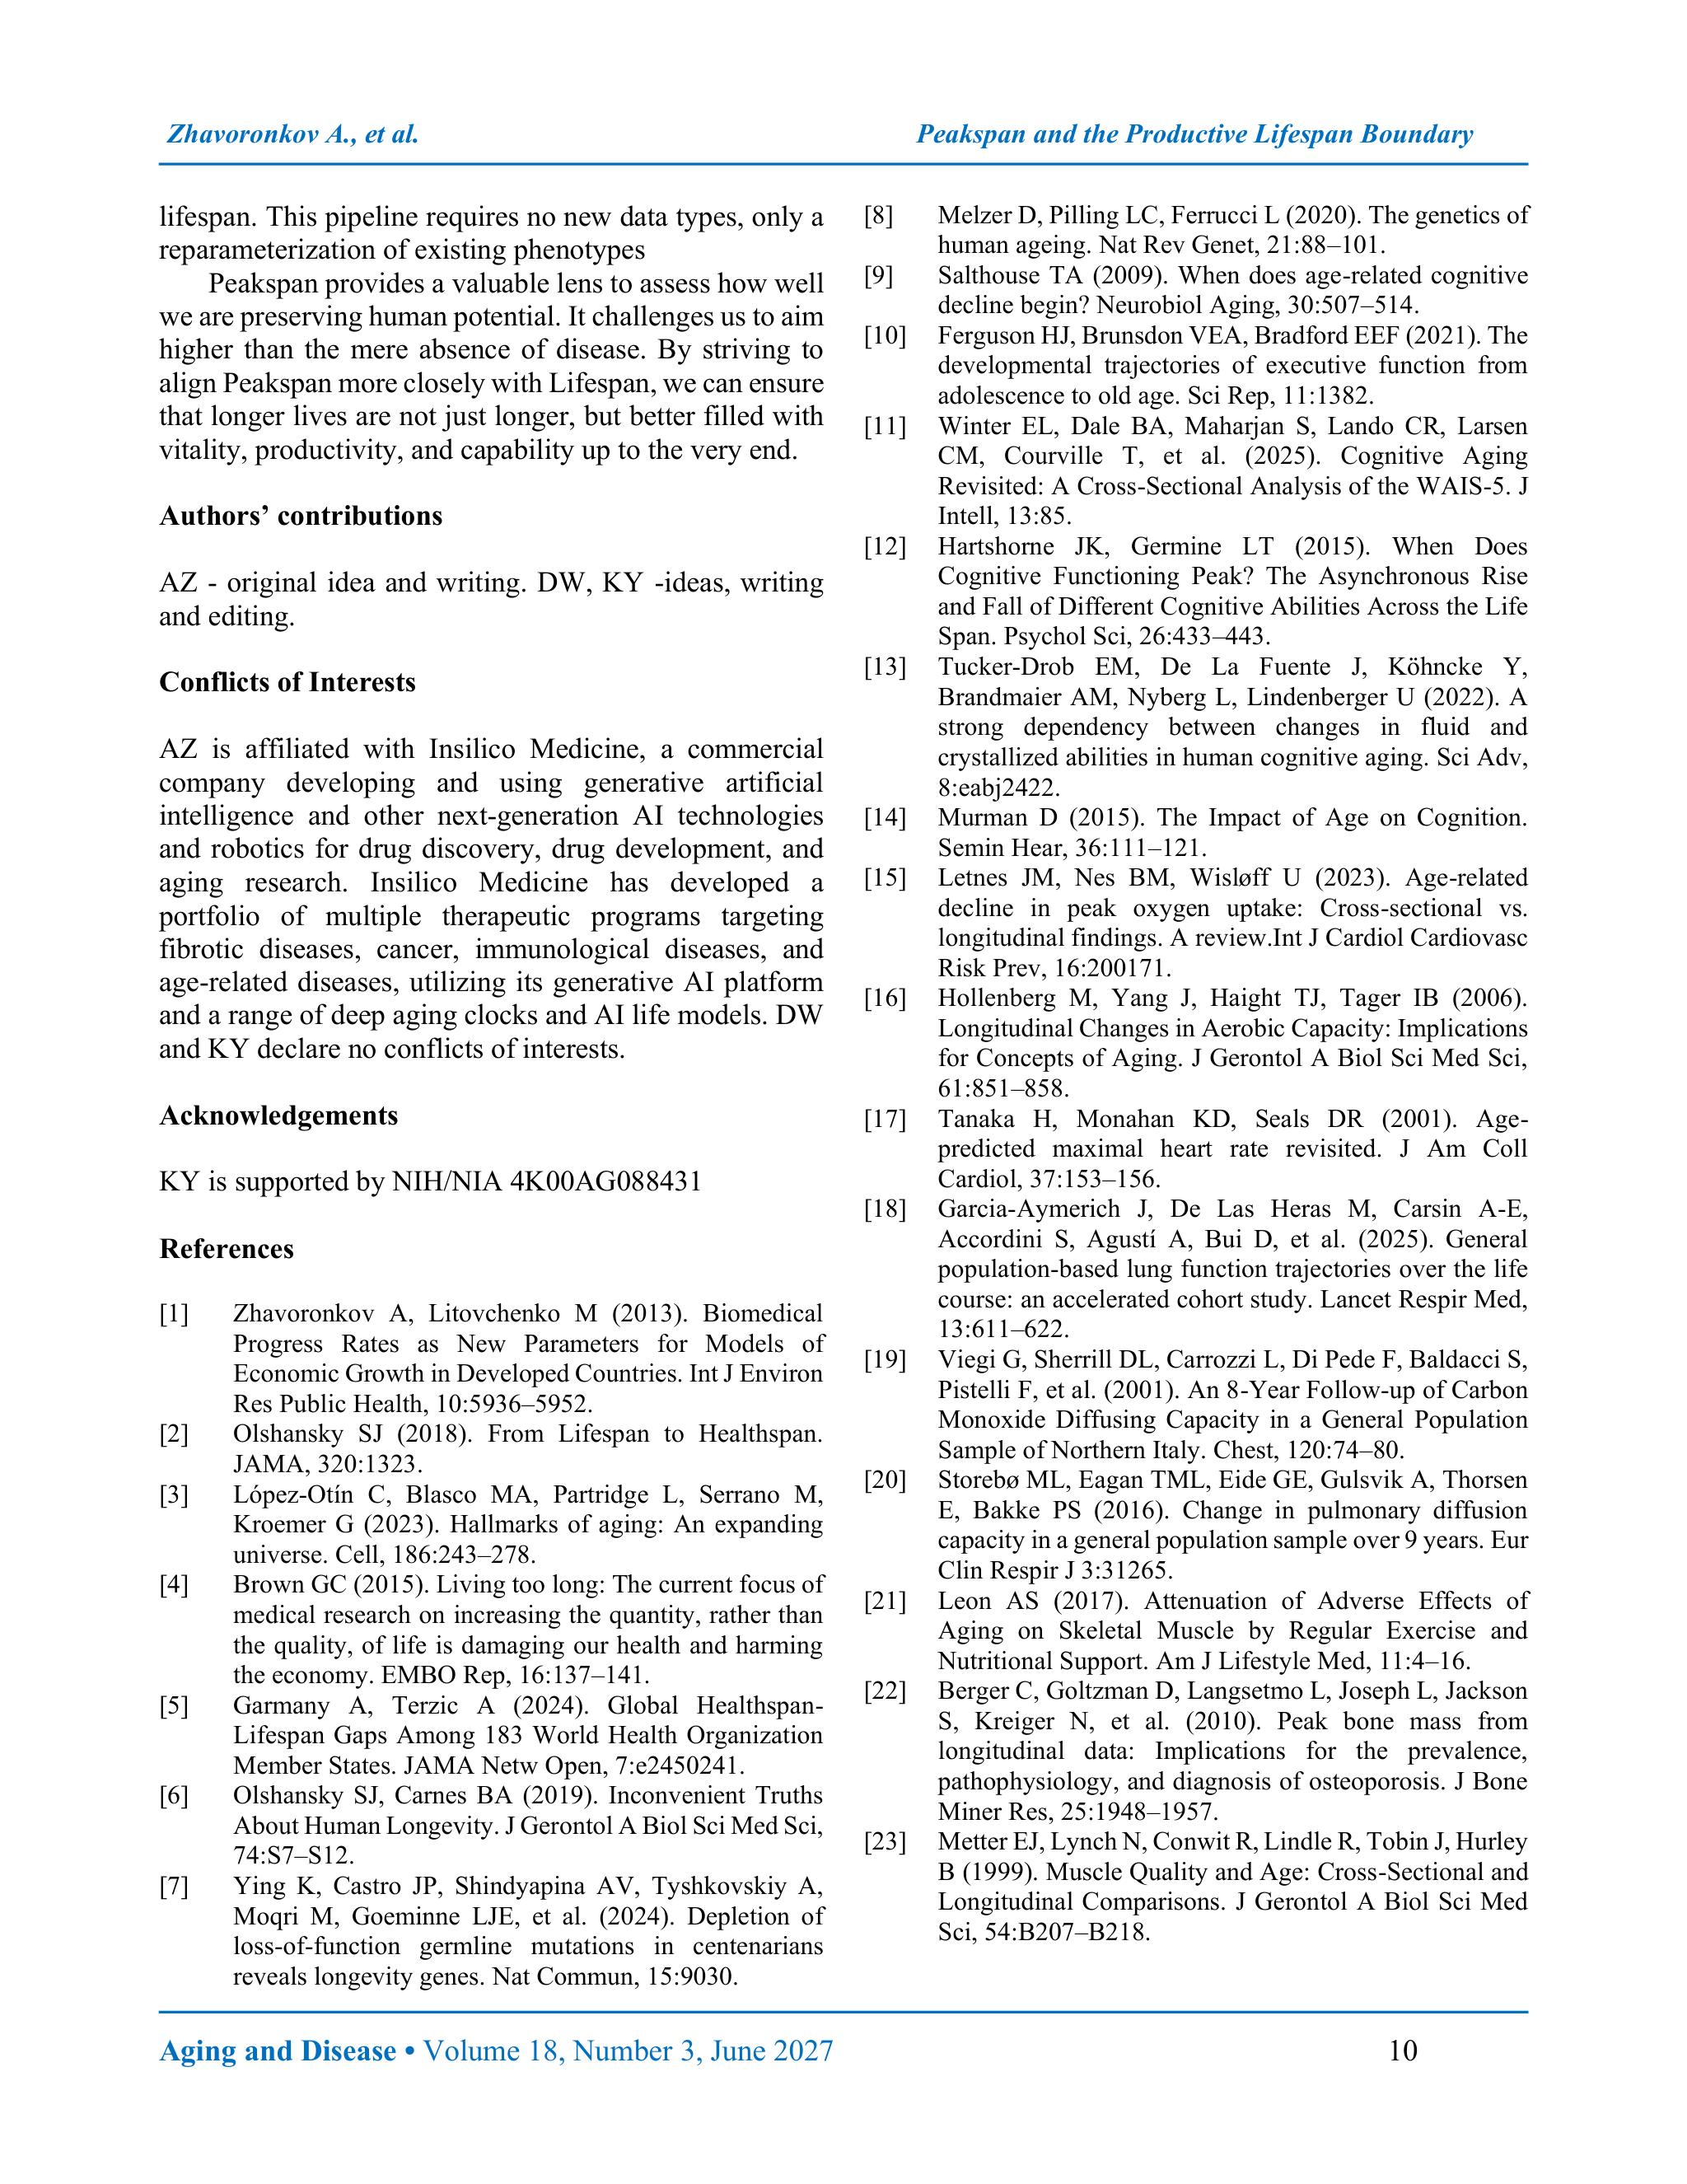 Zhavoronkov A., et al.
Peakspan and the Productive Lifespan Boundary
lifespan. This pipeline requires no new data types, only a
reparameterization of existing phenotypes
Peakspan provides a valuable lens to assess how well
we are preserving human potential. It challenges us to aim
higher than the mere absence of disease. By striving to
align Peakspan more closely with Lifespan, we can ensure
that longer lives are not just longer, but better filled with
vitality, productivity, and capability up to the very end.
Authors’ contributions
AZ - original idea and writing. DW, KY -ideas, writing
and editing.
Conflicts of Interests
AZ is affiliated with Insilico Medicine, a commercial
company developing and using generative artificial
intelligence and other next-generation AI technologies
and robotics for drug discovery, drug development, and
aging research. Insilico Medicine has developed a
portfolio of multiple therapeutic programs targeting
fibrotic diseases, cancer, immunological diseases, and
age-related diseases, utilizing its generative AI platform
and a range of deep aging clocks and AI life models. DW
and KY declare no conflicts of interests.
Acknowledgements
KY is supported by NIH/NIA 4K00AG088431
References
[1] Zhavoronkov A, Litovchenko M (2013). Biomedical
Progress Rates as New Parameters for Models of
Economic Growth in Developed Countries. Int J Environ
Res Public Health, 10:5936–5952.
[2] Olshansky SJ (2018). From Lifespan to Healthspan.
JAMA, 320:1323.
[3] López-Otín C, Blasco MA, Partridge L, Serrano M,
Kroemer G (2023). Hallmarks of aging: An expanding
universe. Cell, 186:243–278.
[4] Brown GC (2015). Living too long: The current focus of
medical research on increasing the quantity, rather than
the quality, of life is damaging our health and harming
the economy. EMBO Rep, 16:137–141.
[5] Garmany A, Terzic A (2024). Global Healthspan-
Lifespan Gaps Among 183 World Health Organization
Member States. JAMA Netw Open, 7:e2450241.
[6] Olshansky SJ, Carnes BA (2019). Inconvenient Truths
About Human Longevity. J Gerontol A Biol Sci Med Sci,
74:S7–S12.
[7] Ying K, Castro JP, Shindyapina AV, Tyshkovskiy A,
Moqri M, Goeminne LJE, et al. (2024). Depletion of
loss-of-function germline mutations in centenarians
reveals longevity genes. Nat Commun, 15:9030.
[8] Melzer D, Pilling LC, Ferrucci L (2020). The genetics of
human ageing. Nat Rev Genet, 21:88–101.
[9] Salthouse TA (2009). When does age-related cognitive
decline begin? Neurobiol Aging, 30:507–514.
[10] Ferguson HJ, Brunsdon VEA, Bradford EEF (2021). The
developmental trajectories of executive function from
adolescence to old age. Sci Rep, 11:1382.
[11] Winter EL, Dale BA, Maharjan S, Lando CR, Larsen
CM, Courville T, et al. (2025). Cognitive Aging
Revisited: A Cross-Sectional Analysis of the WAIS-5. J
Intell, 13:85.
[12] Hartshorne JK, Germine LT (2015). When Does
Cognitive Functioning Peak? The Asynchronous Rise
and Fall of Different Cognitive Abilities Across the Life
Span. Psychol Sci, 26:433–443.
[13] Tucker-Drob EM, De La Fuente J, Köhncke Y,
Brandmaier AM, Nyberg L, Lindenberger U (2022). A
strong dependency between changes in fluid and
crystallized abilities in human cognitive aging. Sci Adv,
8:eabj2422.
[14] Murman D (2015). The Impact of Age on Cognition.
Semin Hear, 36:111–121.
[15] Letnes JM, Nes BM, Wisløff U (2023). Age-related
decline in peak oxygen uptake: Cross-sectional vs.
longitudinal findings. A review.Int J Cardiol Cardiovasc
Risk Prev, 16:200171.
[16] Hollenberg M, Yang J, Haight TJ, Tager IB (2006).
Longitudinal Changes in Aerobic Capacity: Implications
for Concepts of Aging. J Gerontol A Biol Sci Med Sci,
61:851–858.
[17] Tanaka H, Monahan KD, Seals DR (2001). Age-
predicted maximal heart rate revisited. J Am Coll
Cardiol, 37:153–156.
[18] Garcia-Aymerich J, De Las Heras M, Carsin A-E,
Accordini S, Agustí A, Bui D, et al. (2025). General
population-based lung function trajectories over the life
course: an accelerated cohort study. Lancet Respir Med,
13:611–622.
[19] Viegi G, Sherrill DL, Carrozzi L, Di Pede F, Baldacci S,
Pistelli F, et al. (2001). An 8-Year Follow-up of Carbon
Monoxide Diffusing Capacity in a General Population
Sample of Northern Italy. Chest, 120:74–80.
[20] Storebø ML, Eagan TML, Eide GE, Gulsvik A, Thorsen
E, Bakke PS (2016). Change in pulmonary diffusion
capacity in a general population sample over 9 years. Eur
Clin Respir J 3:31265.
[21] Leon AS (2017). Attenuation of Adverse Effects of
Aging on Skeletal Muscle by Regular Exercise and
Nutritional Support. Am J Lifestyle Med, 11:4–16.
[22] Berger C, Goltzman D, Langsetmo L, Joseph L, Jackson
S, Kreiger N, et al. (2010). Peak bone mass from
longitudinal data: Implications for the prevalence,
pathophysiology, and diagnosis of osteoporosis. J Bone
Miner Res, 25:1948–1957.
[23] Metter EJ, Lynch N, Conwit R, Lindle R, Tobin J, Hurley
B (1999). Muscle Quality and Age: Cross-Sectional and
Longitudinal Comparisons. J Gerontol A Biol Sci Med
Sci, 54:B207–B218.
Aging and Disease • Volume 18, Number 3, June 2027
10